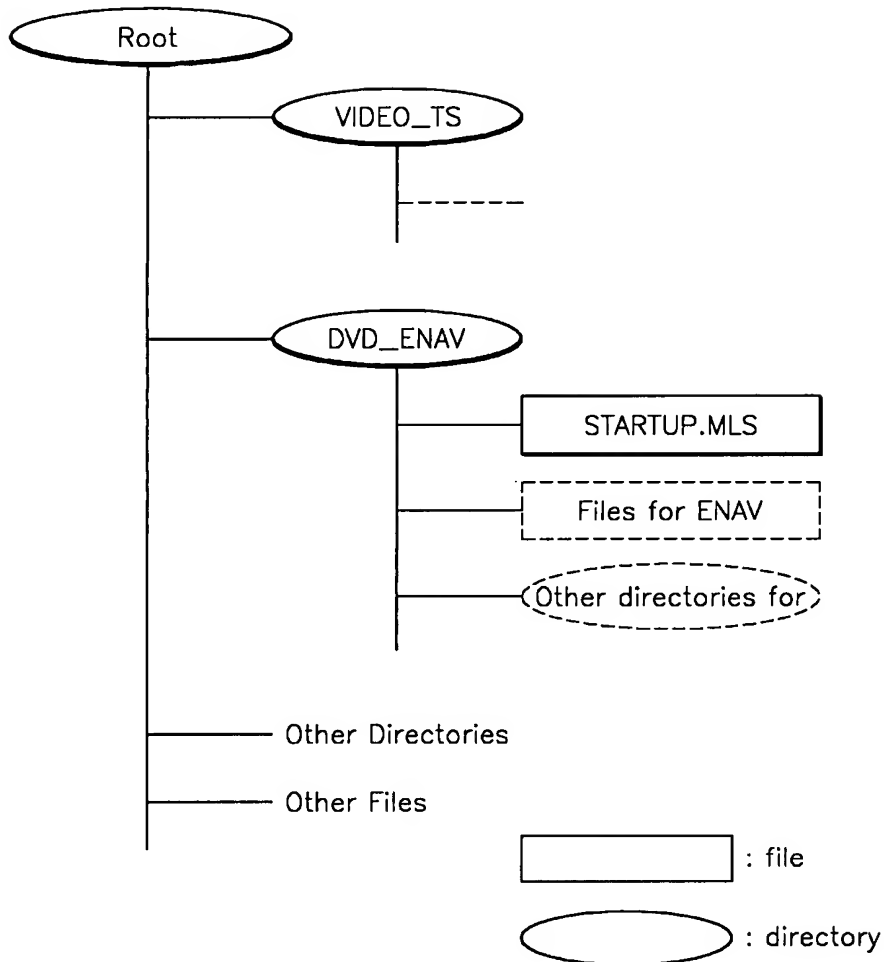 Root
VIDEO_TS
DVD_ENAV
STARTUP.MLS
Files for ENAV
Other directories for
Other Directories
Other Files
: file
: directory